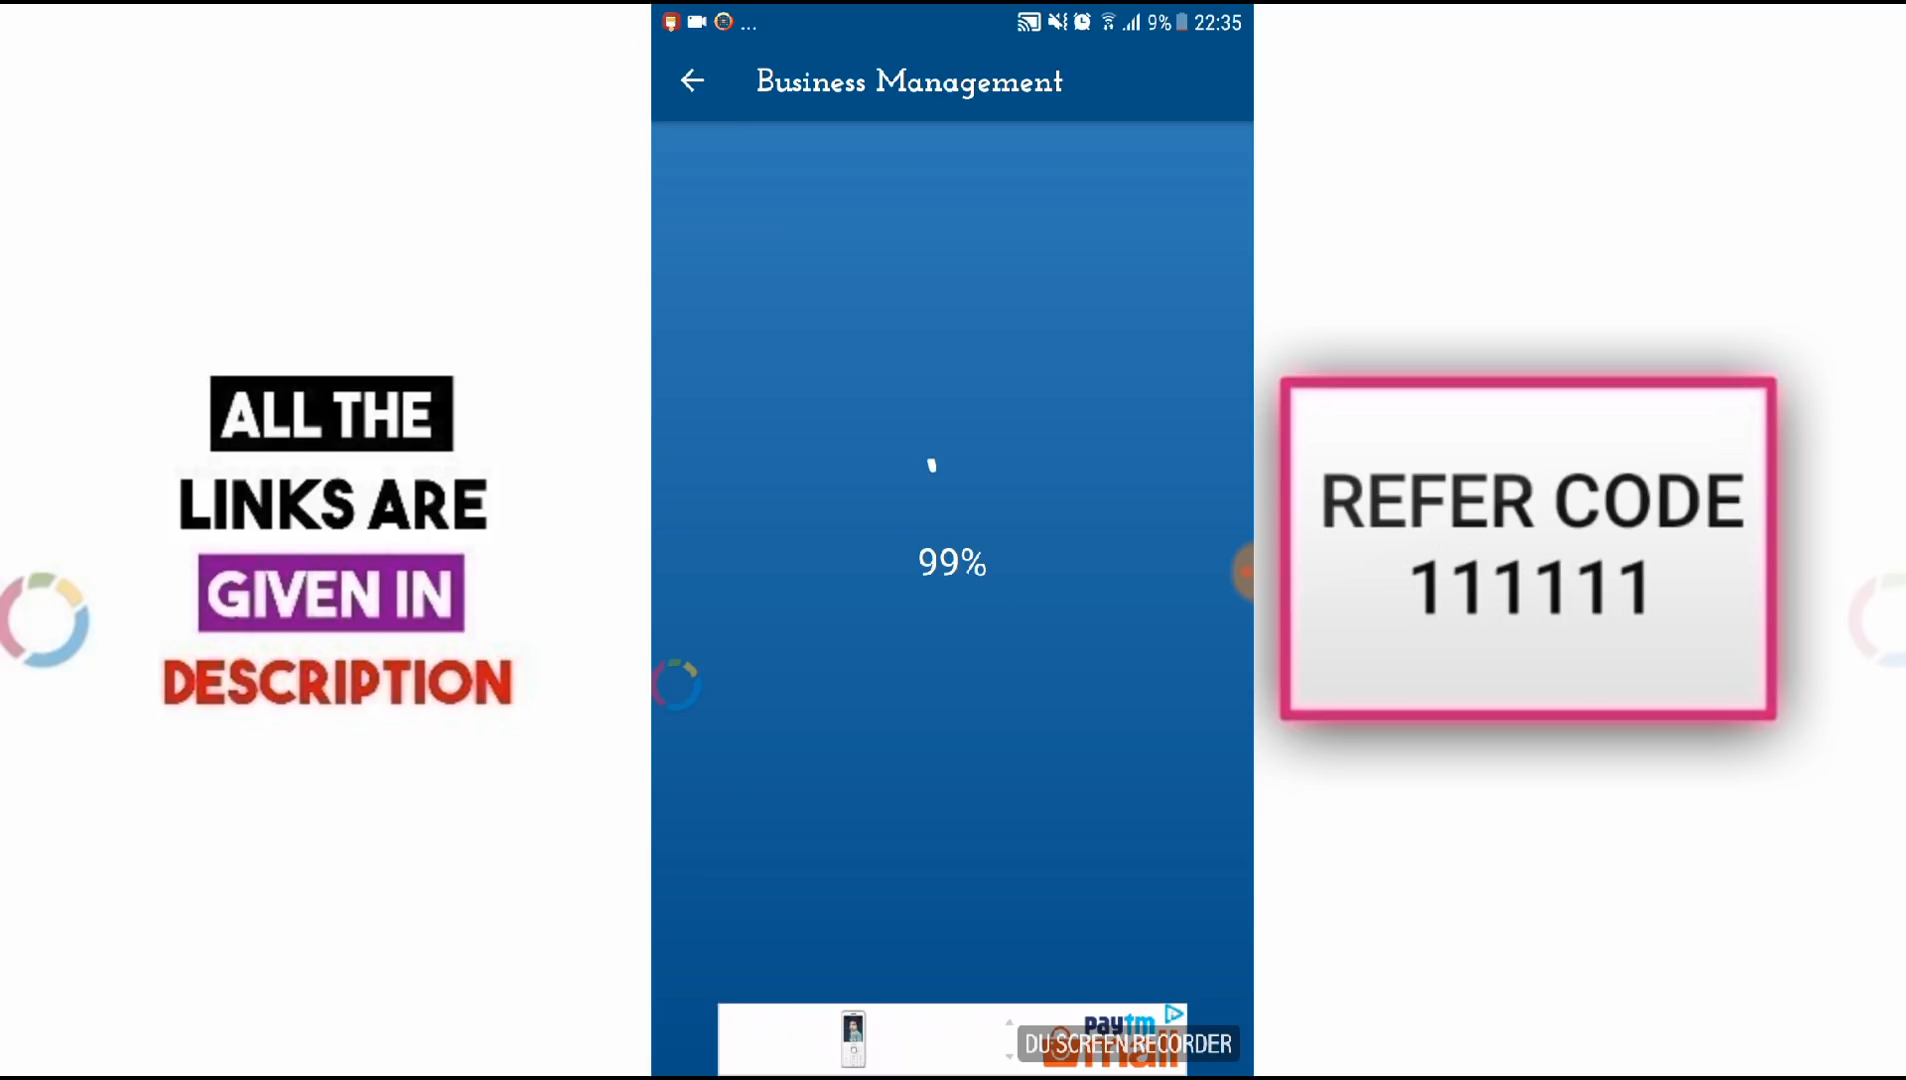 ... 9% 22:35
Business Management
ALL THE
LINKS ARE
GIVEN IN
DESCRIPTION
99%
REFER CODE
111111
paytm
mall
DU SCREEN RECORDER